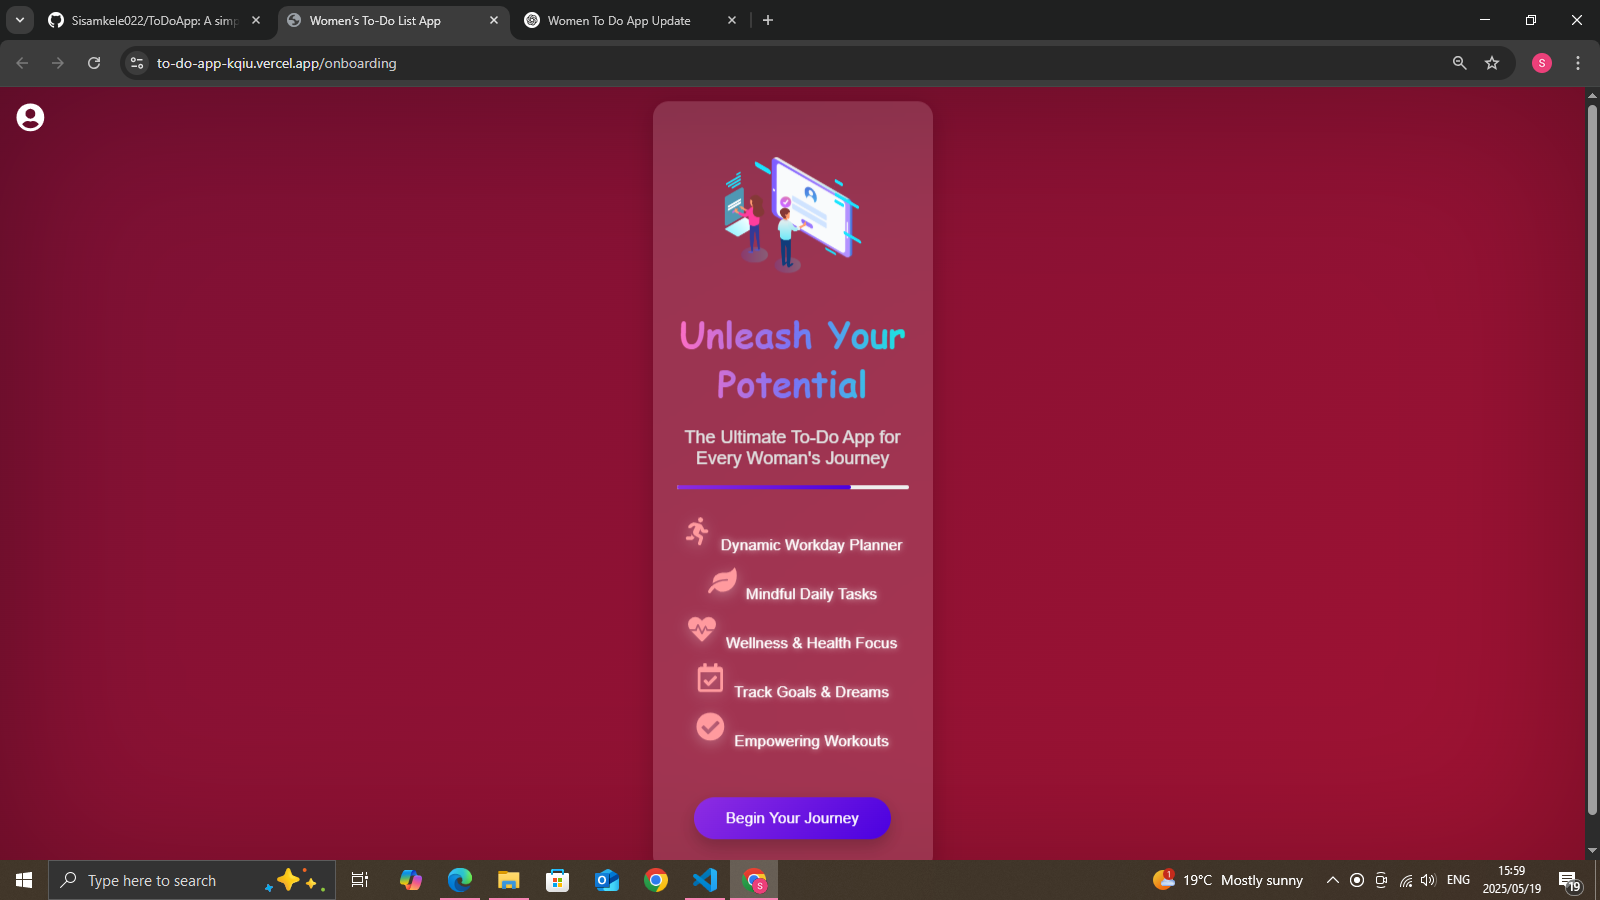 Sisamkele022/ToDoApp: A simp
Women's To-Do List App
Women To Do App Update
to-do-app-kqiu.vercel.app/onboarding
S
Unleash Your
Potential
The Ultimate To-Do App for
Every Woman's Journey
Dynamic Workday Planner
Mindful Daily Tasks
Wellness & Health Focus
Track Goals & Dreams
Empowering Workouts
Begin Your Journey
Type here to search
S
1
19°C Mostly sunny
ENG
15:59
2025/05/19
19